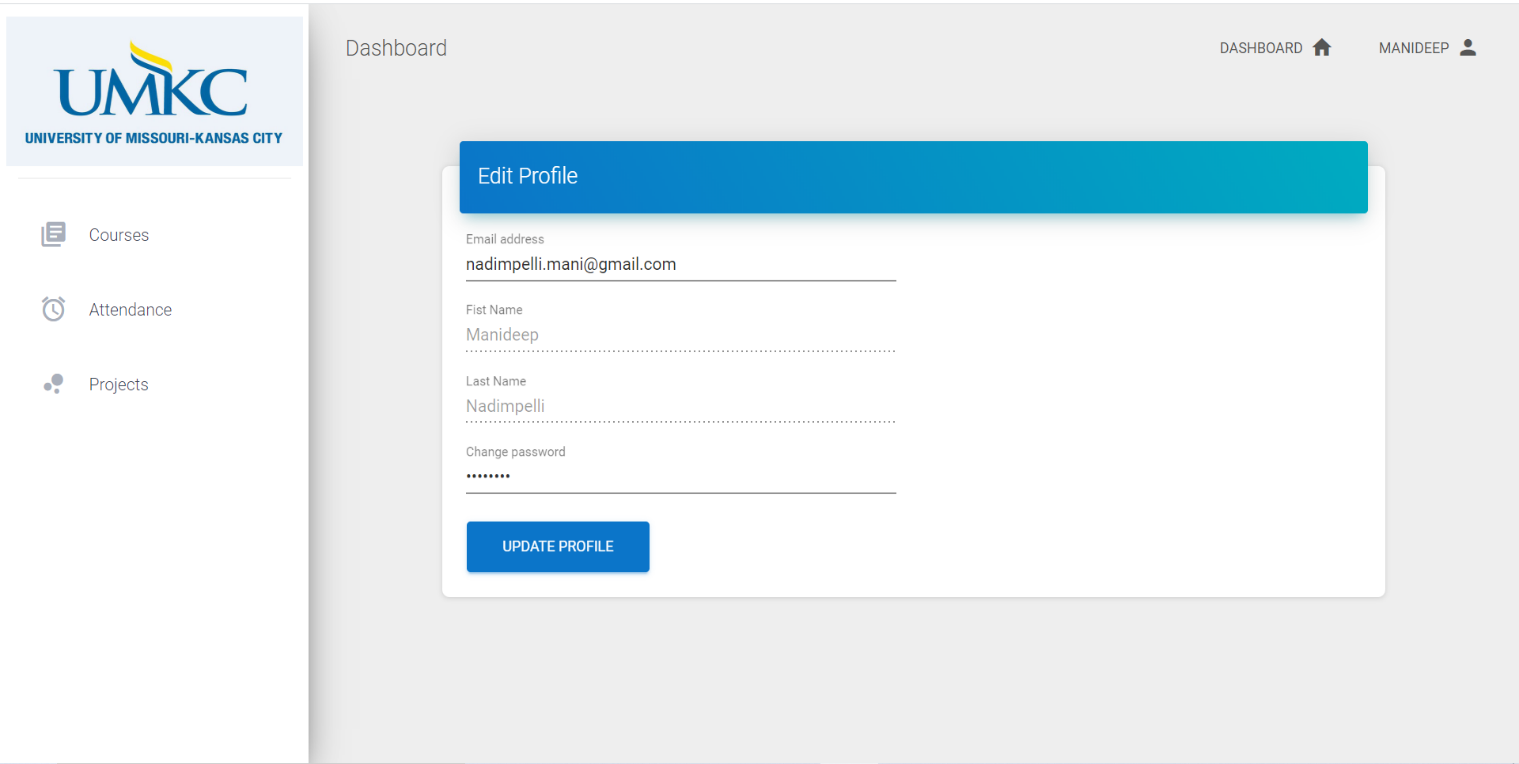 UMKC
UNIVERSITY OF MISSOURI-KANSAS CITY
Courses
Attendance
Projects
Dashboard
DASHBOARD
MANIDEEP
Edit Profile
Email address
nadimpelli.mani@gmail.com
Fist Name
Manideep
Last Name
Nadimpelli
Change password
••••••••
UPDATE PROFILE